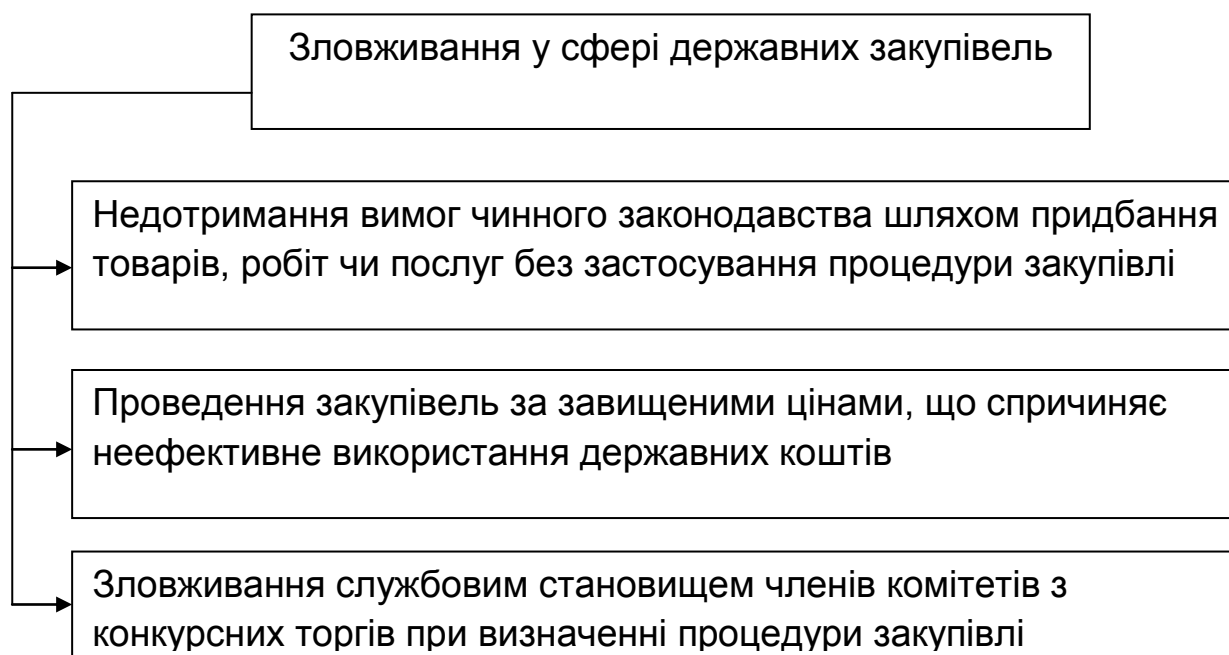 Зловживання у сфері державних закупівель
Недотримання вимог чинного законодавства шляхом придбання
товарів, робіт чи послуг без застосування процедури закупівлі
Проведення закупівель за завищеними цінами, що спричиняє
неефективне використання державних коштів
Зловживання службовим становищем членів комітетів з
конкурсних торгів при визначенні процедури закупівлі